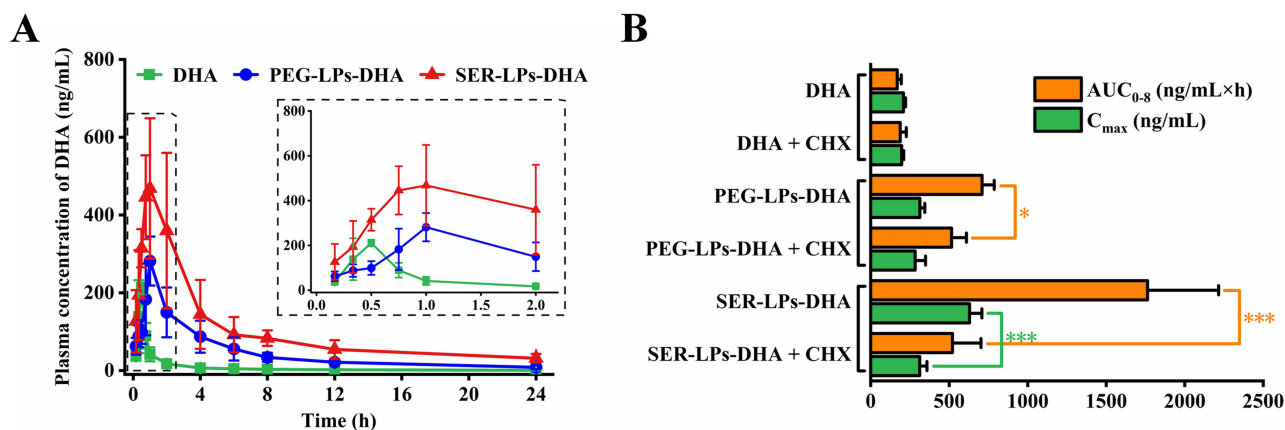 A
Plasma concentration of DHA (ng/mL)
800
600
400
200
0
DHA PEG-LPs-DHA SER-LPs-DHA
800
600
400
200
0
0.0 0.5 1.0 1.5 2.0
0 4 8 12 16 20 24
Time (h)
B
AUC0-8 (ng/mL×h)
Cmax (ng/mL)
DHA
DHA + CHX
PEG-LPs-DHA
*
PEG-LPs-DHA + CHX
SER-LPs-DHA
***
***
SER-LPs-DHA + CHX
0 500 1000 1500 2000 2500